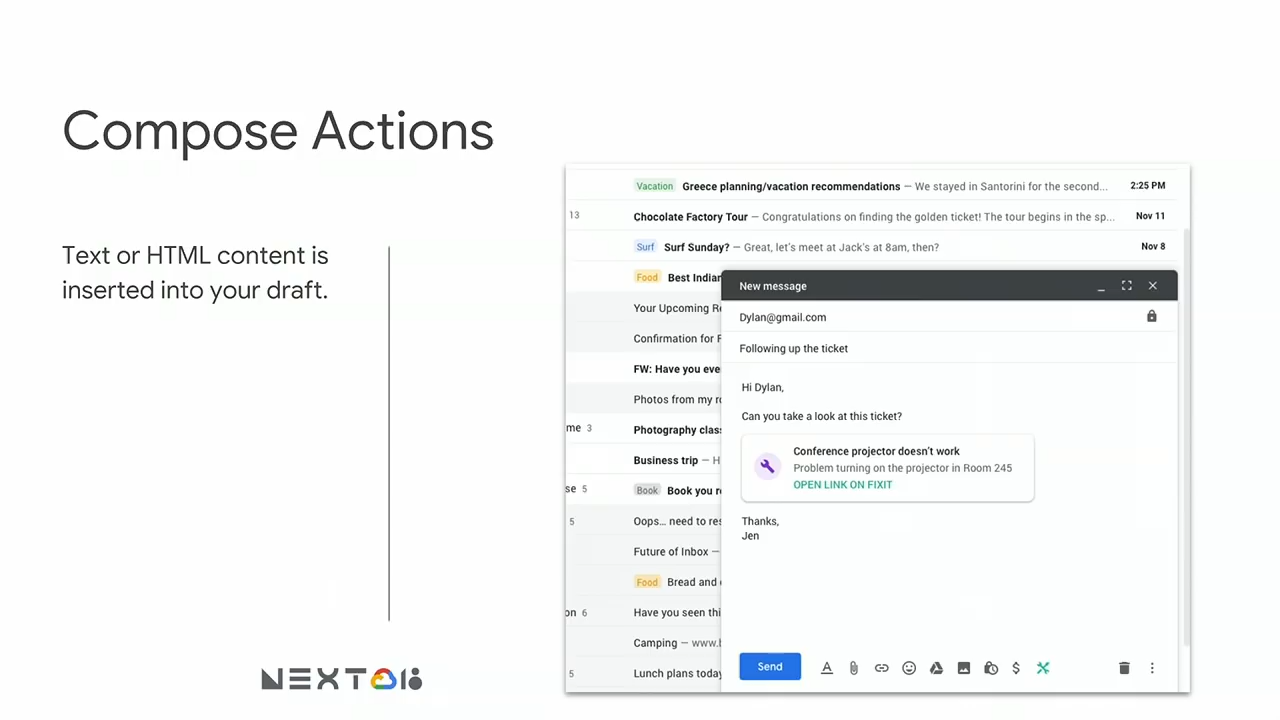 Compose Actions
Text or HTML content is
inserted into your draft.
Vacation Greece planning/vacation recommendations — We stayed in Santorini for the second... 2:25 PM
13 Chocolate Factory Tour — Congratulations on finding the golden ticket! The tour begins in the sp... Nov 11
Surf Surf Sunday? — Great, let's meet at Jack's at 8am, then? Nov 8
Food Best Indian
Your Upcoming Re
Confirmation for F
FW: Have you eve
Photos from my ro
me 3 Photography clas
Business trip — H
se 5 Book Book you r
5 Oops... need to res
Future of Inbox —
Food Bread and
on 6 Have you seen thi
Camping — www.b
5 Lunch plans today
New message
Dylan@gmail.com
Following up the ticket
Hi Dylan,
Can you take a look at this ticket?
Conference projector doesn't work
Problem turning on the projector in Room 245
OPEN LINK ON FIXIT
Thanks,
Jen
Send
NEXT018